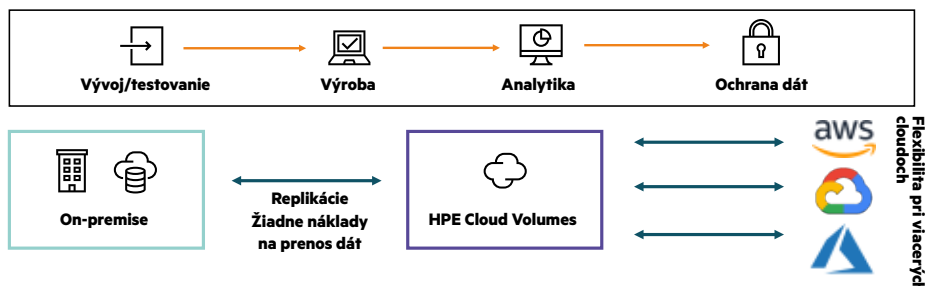 Vývoj/testovanie
Výroba
Analytika
Ochrana dát
On-premise
Replikácie
Žiadne náklady
na prenos dát
HPE Cloud Volumes
aws
Flexibilita pri viacerých
cloudoch